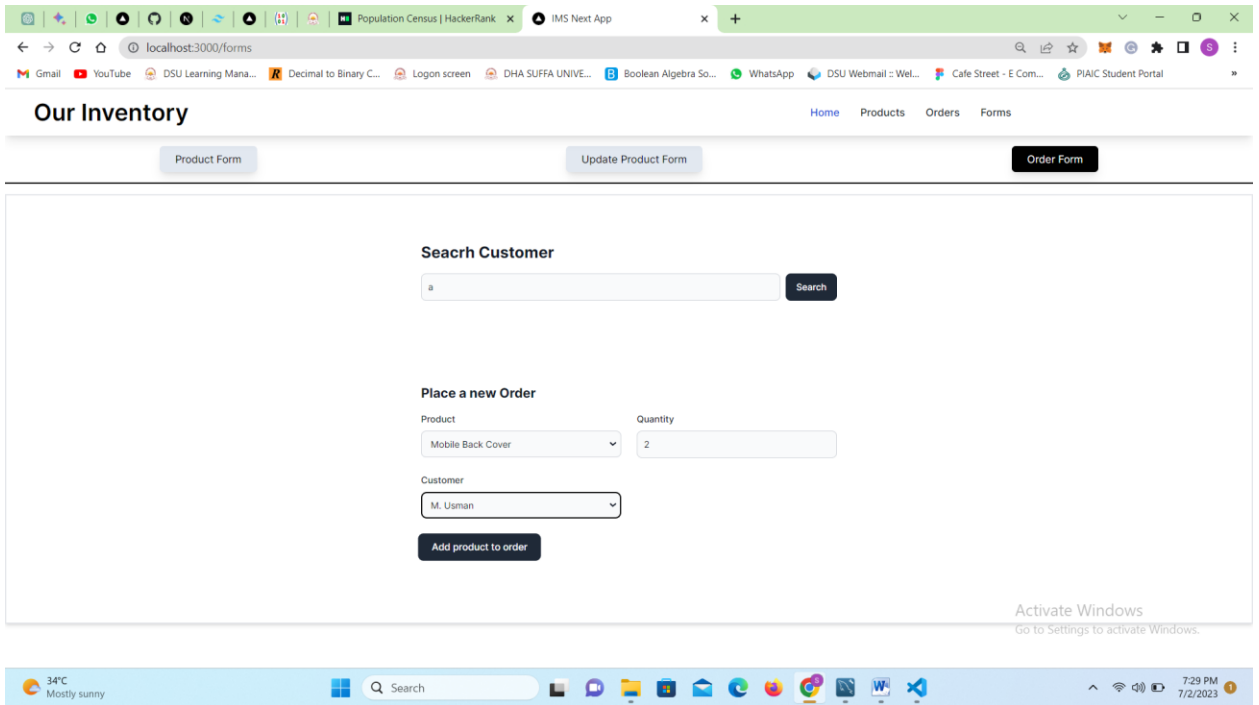 Population Census | HackerRank
IMS Next App
localhost:3000/forms
S
Gmail YouTube DSU Learning Mana... R Decimal to Binary C... Logon screen DHA SUFFA UNIVE... B Boolean Algebra So... WhatsApp DSU Webmail :: Wel... Cafe Street - E Com... PIAIC Student Portal »
Our Inventory
Home Products Orders Forms
Product Form Update Product Form Order Form
Seacrh Customer
a
Search
Place a new Order
Product Quantity
Mobile Back Cover 2
Customer
M. Usman
Add product to order
Activate Windows
Go to Settings to activate Windows.
34°C
Mostly sunny
Search
7:29 PM
7/2/2023
1